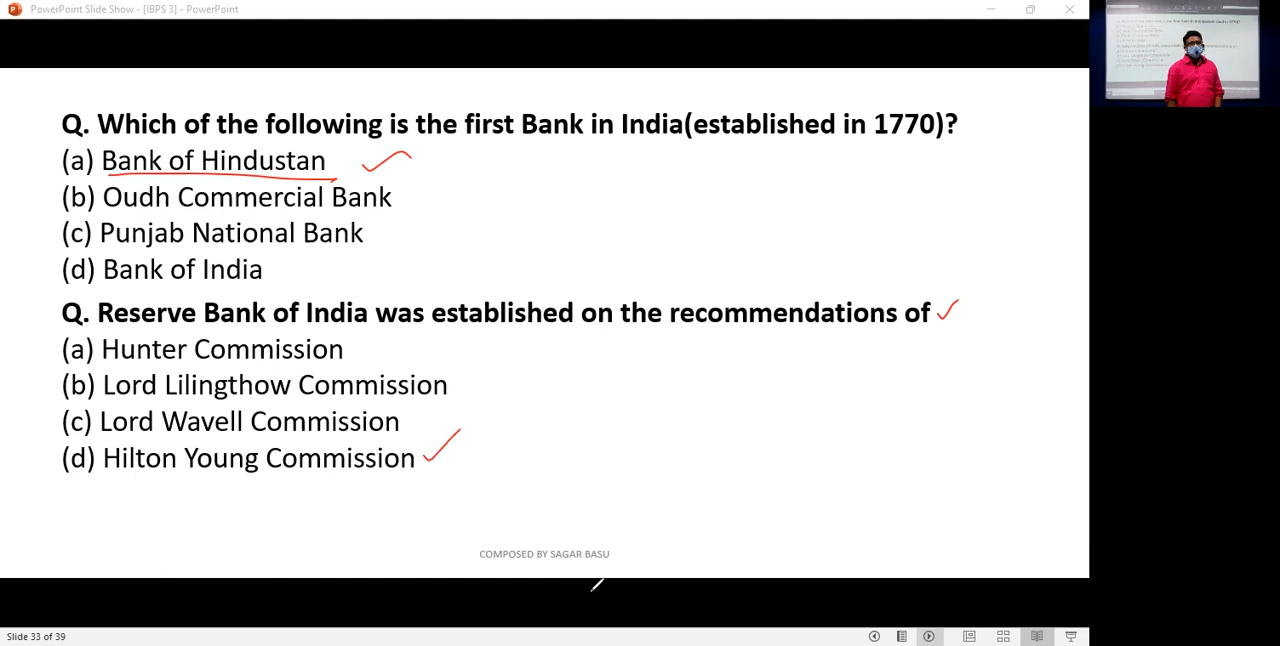 PowerPoint Slide Show - [IBPS 3] - PowerPoint
Q. Which of the following is the first Bank in India(established in 1770)?
(a) Bank of Hindustan
(b) Oudh Commercial Bank
(c) Punjab National Bank
(d) Bank of India
Q. Reserve Bank of India was established on the recommendations of
(a) Hunter Commission
(b) Lord Lilingthow Commission
(c) Lord Wavell Commission
(d) Hilton Young Commission
COMPOSED BY SAGAR BASU
Slide 33 of 39